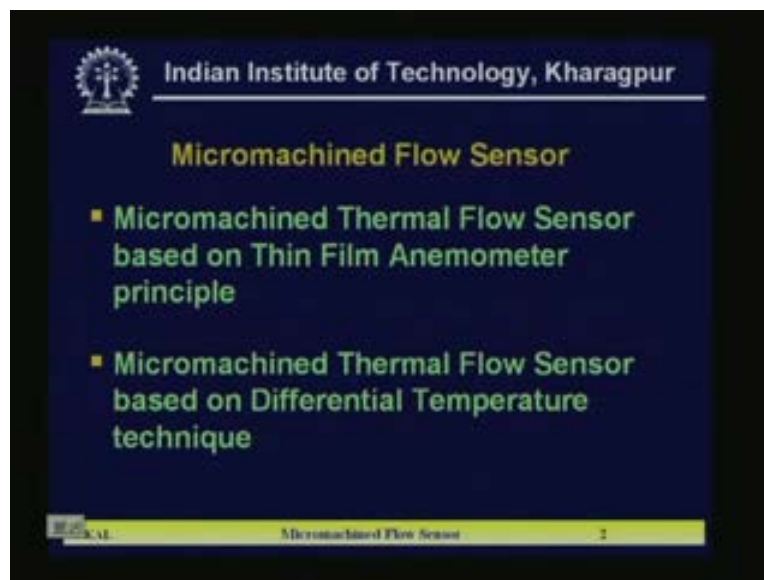 Indian Institute of Technology, Kharagpur
Micromachined Flow Sensor
▪ Micromachined Thermal Flow Sensor
based on Thin Film Anemometer
principle
▪ Micromachined Thermal Flow Sensor
based on Differential Temperature
technique
Micromachined Flow Sensor 2